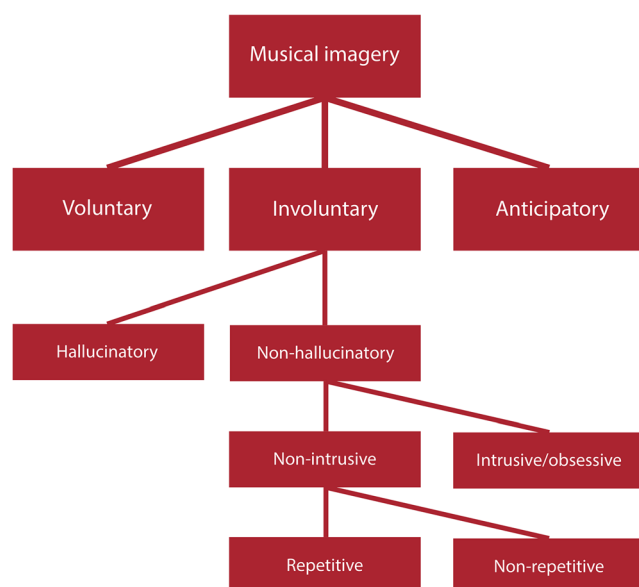 Musical imagery
Voluntary
Involuntary
Anticipatory
Hallucinatory
Non-hallucinatory
Non-intrusive
Intrusive/obsessive
Repetitive
Non-repetitive